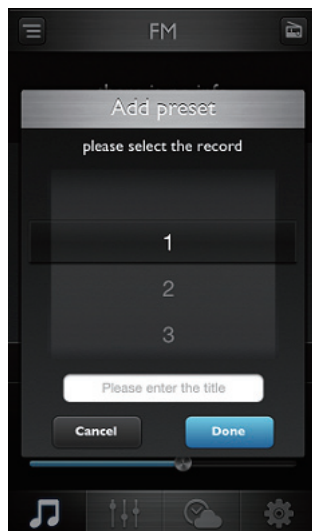 FM
Add preset
please select the record
1
2
3
Please enter the title
Cancel
Done